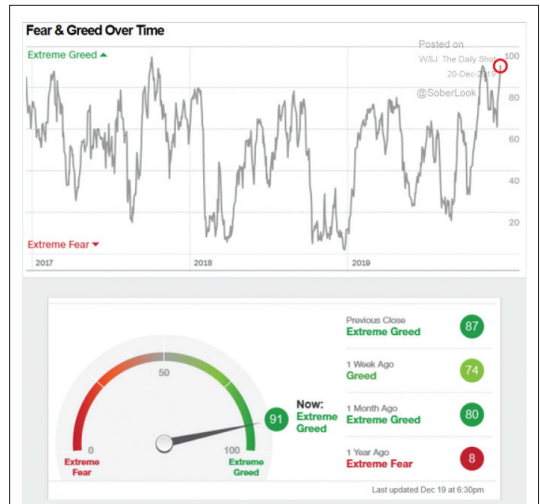 Fear & Greed Over Time
Extreme Greed ▲
Posted on
WSJ: The Daily Shot
20-Dec-2019
@SoberLook
100
80
60
40
20
Extreme Fear ▼
2017
2018
2019
50
0
100
Extreme
Fear
Extreme
Greed
91
Now:
Extreme
Greed
Previous Close
Extreme Greed
87
1 Week Ago
Greed
74
1 Month Ago
Extreme Greed
80
1 Year Ago
Extreme Fear
8
Last updated Dec 19 at 6:30pm